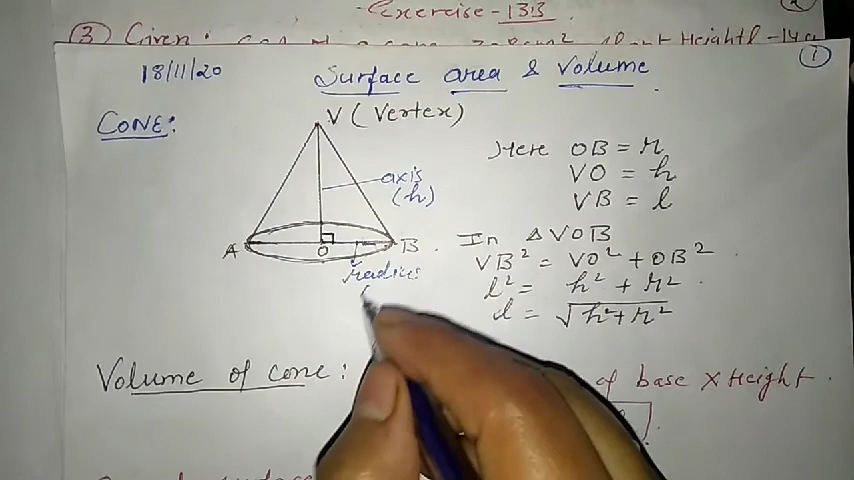 Exercise-13.3
3 Given:
1
18/11/20 Surface area & Volume
CONE:
V (Vertex)
axis
(h)
A O B
radius
(
Here OB = r
VO = h
VB = l
In △VOB
VB² = VO² + OB²
l² = h² + r²
l = √h²+r²
Volume of cone: of base × Height.